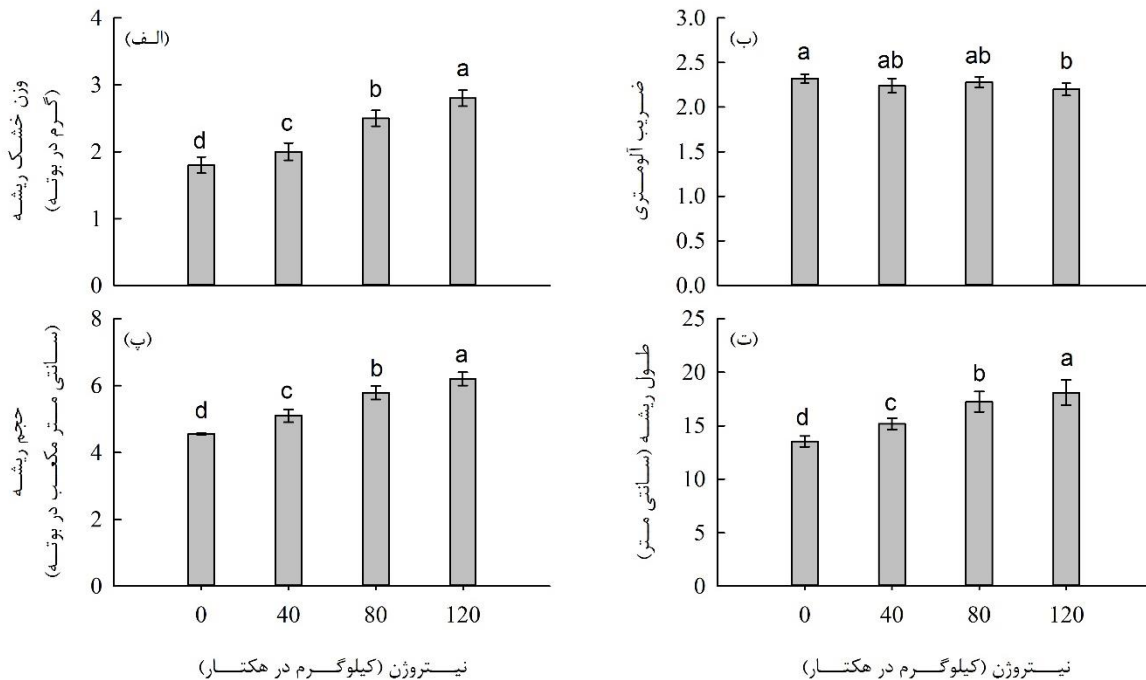 (الف)
وزن خشک ریشه
(گرم در بوته)
4
3
2
1
0
d
c
b
a
(ب)
ضریب آلومتری
3.0
2.5
2.0
1.5
1.0
0.5
0.0
a
ab
ab
b
(پ)
حجم ریشه
(سانتی متر مکعب در بوته)
8
6
4
2
0
d
c
b
a
0 40 80 120
نیتروژن (کیلوگرم در هکتار)
(ت)
طول ریشه (سانتی متر)
25
20
15
10
5
0
d
c
b
a
0 40 80 120
نیتروژن (کیلوگرم در هکتار)